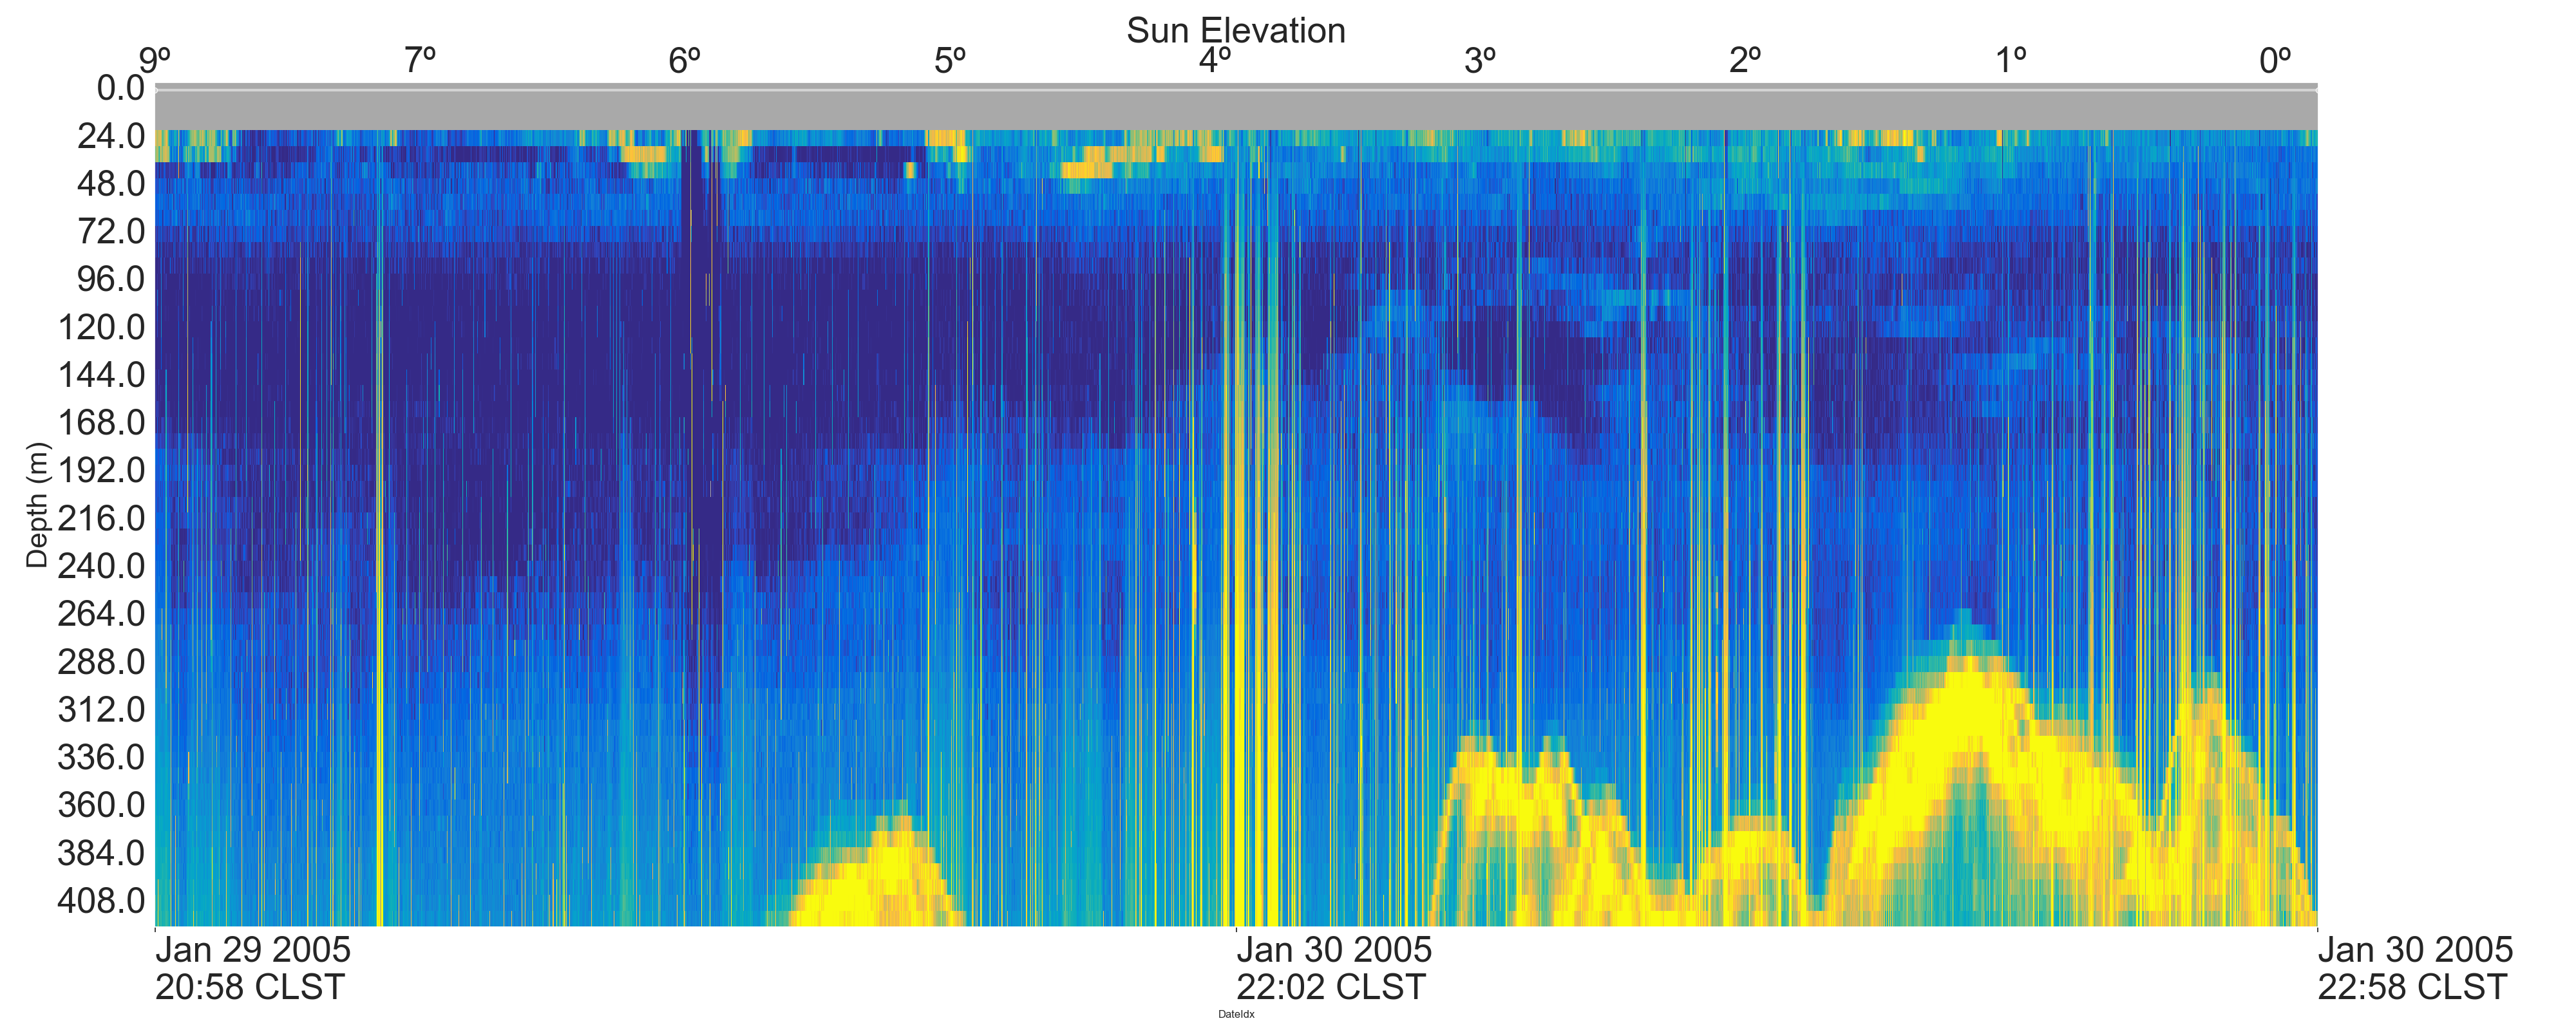 Sun Elevation
9º 7º 6º 5º 4º 3º 2º 1º 0º
0.0
24.0
48.0
72.0
96.0
120.0
144.0
168.0
192.0
216.0
240.0
264.0
288.0
312.0
336.0
360.0
384.0
408.0
Depth (m)
Jan 29 2005
20:58 CLST
Jan 30 2005
22:02 CLST
Jan 30 2005
22:58 CLST
DateIdx